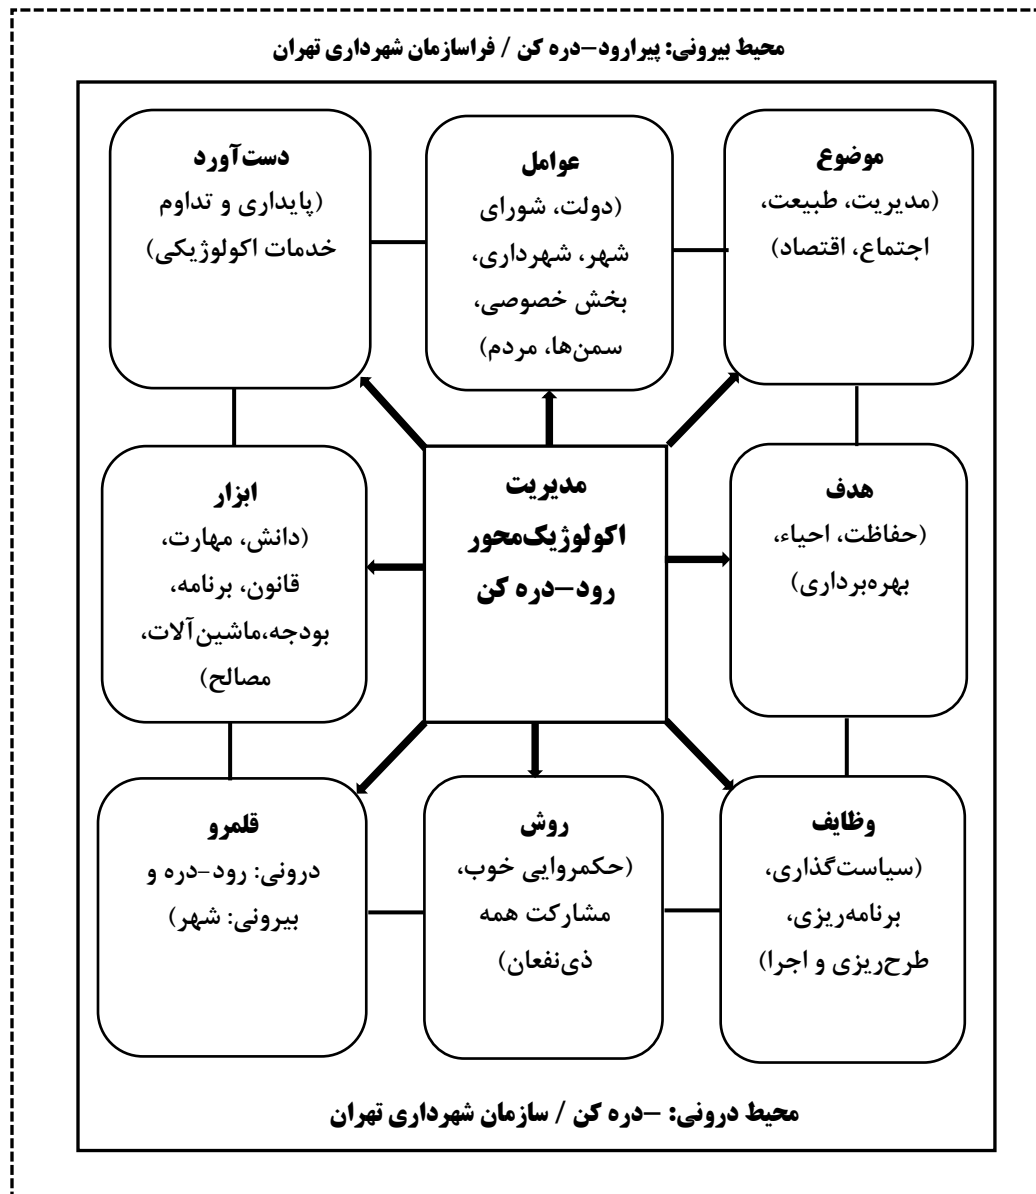 محیط بیرونی: پیرارود–دره کن / فراسازمان شهرداری تهران
موضوع
(مدیریت، طبیعت،
اجتماع، اقتصاد)
عوامل
(دولت، شورای
شهر، شهرداری،
بخش خصوصی،
سمن‌ها، مردم)
دست‌آورد
(پایداری و تداوم
خدمات اکولوژیکی)
هدف
(حفاظت، احیاء،
بهره‌برداری)
مدیریت
اکولوژیک‌محور
رود–دره کن
ابزار
(دانش، مهارت،
قانون، برنامه،
بودجه،ماشین‌آلات،
مصالح)
وظایف
(سیاست‌گذاری،
برنامه‌ریزی،
طرح‌ریزی و اجرا)
روش
(حکمروایی خوب،
مشارکت همه
ذی‌نفعان)
قلمرو
درونی: رود-دره و
بیرونی: شهر)
محیط درونی: –دره کن / سازمان شهرداری تهران